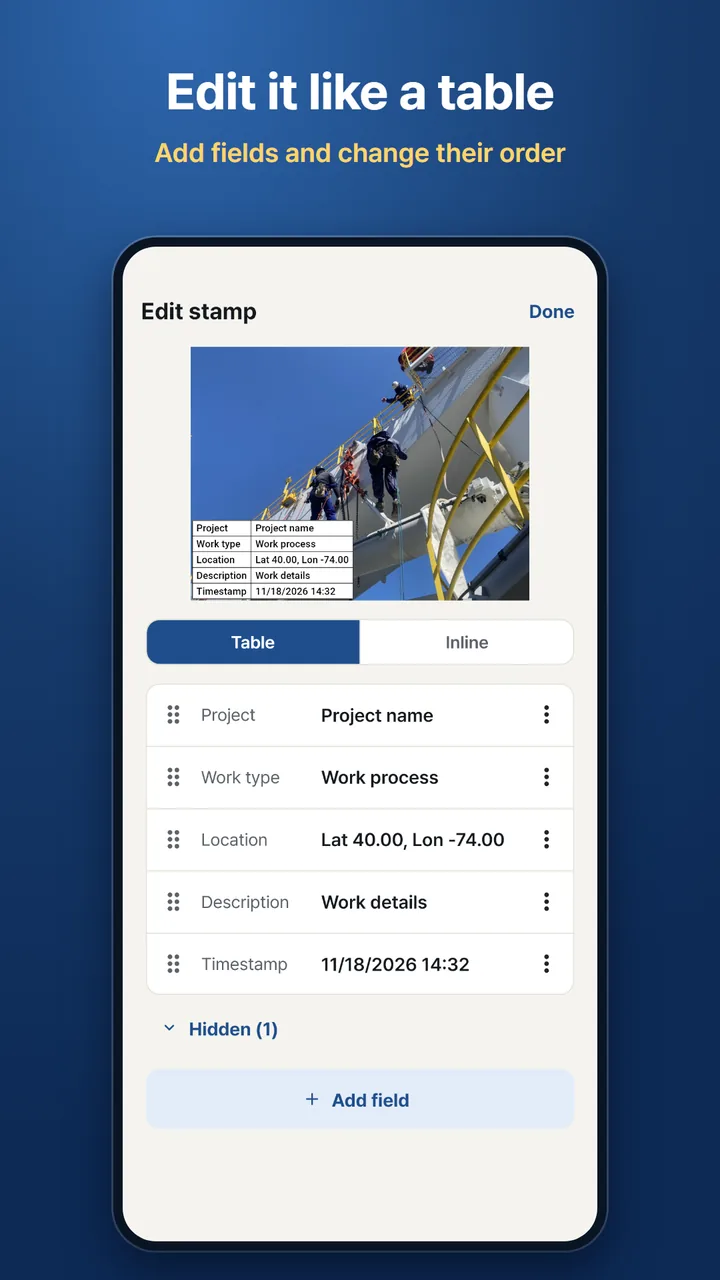 Edit it like a table
Add fields and change their order
Edit stamp
Done
Project Project name
Work type Work process
Location Lat 40.00, Lon -74.00
Description Work details
Timestamp 11/18/2026 14:32
Table
Inline
Project Project name
Work type Work process
Location Lat 40.00, Lon -74.00
Description Work details
Timestamp 11/18/2026 14:32
Hidden (1)
+ Add field